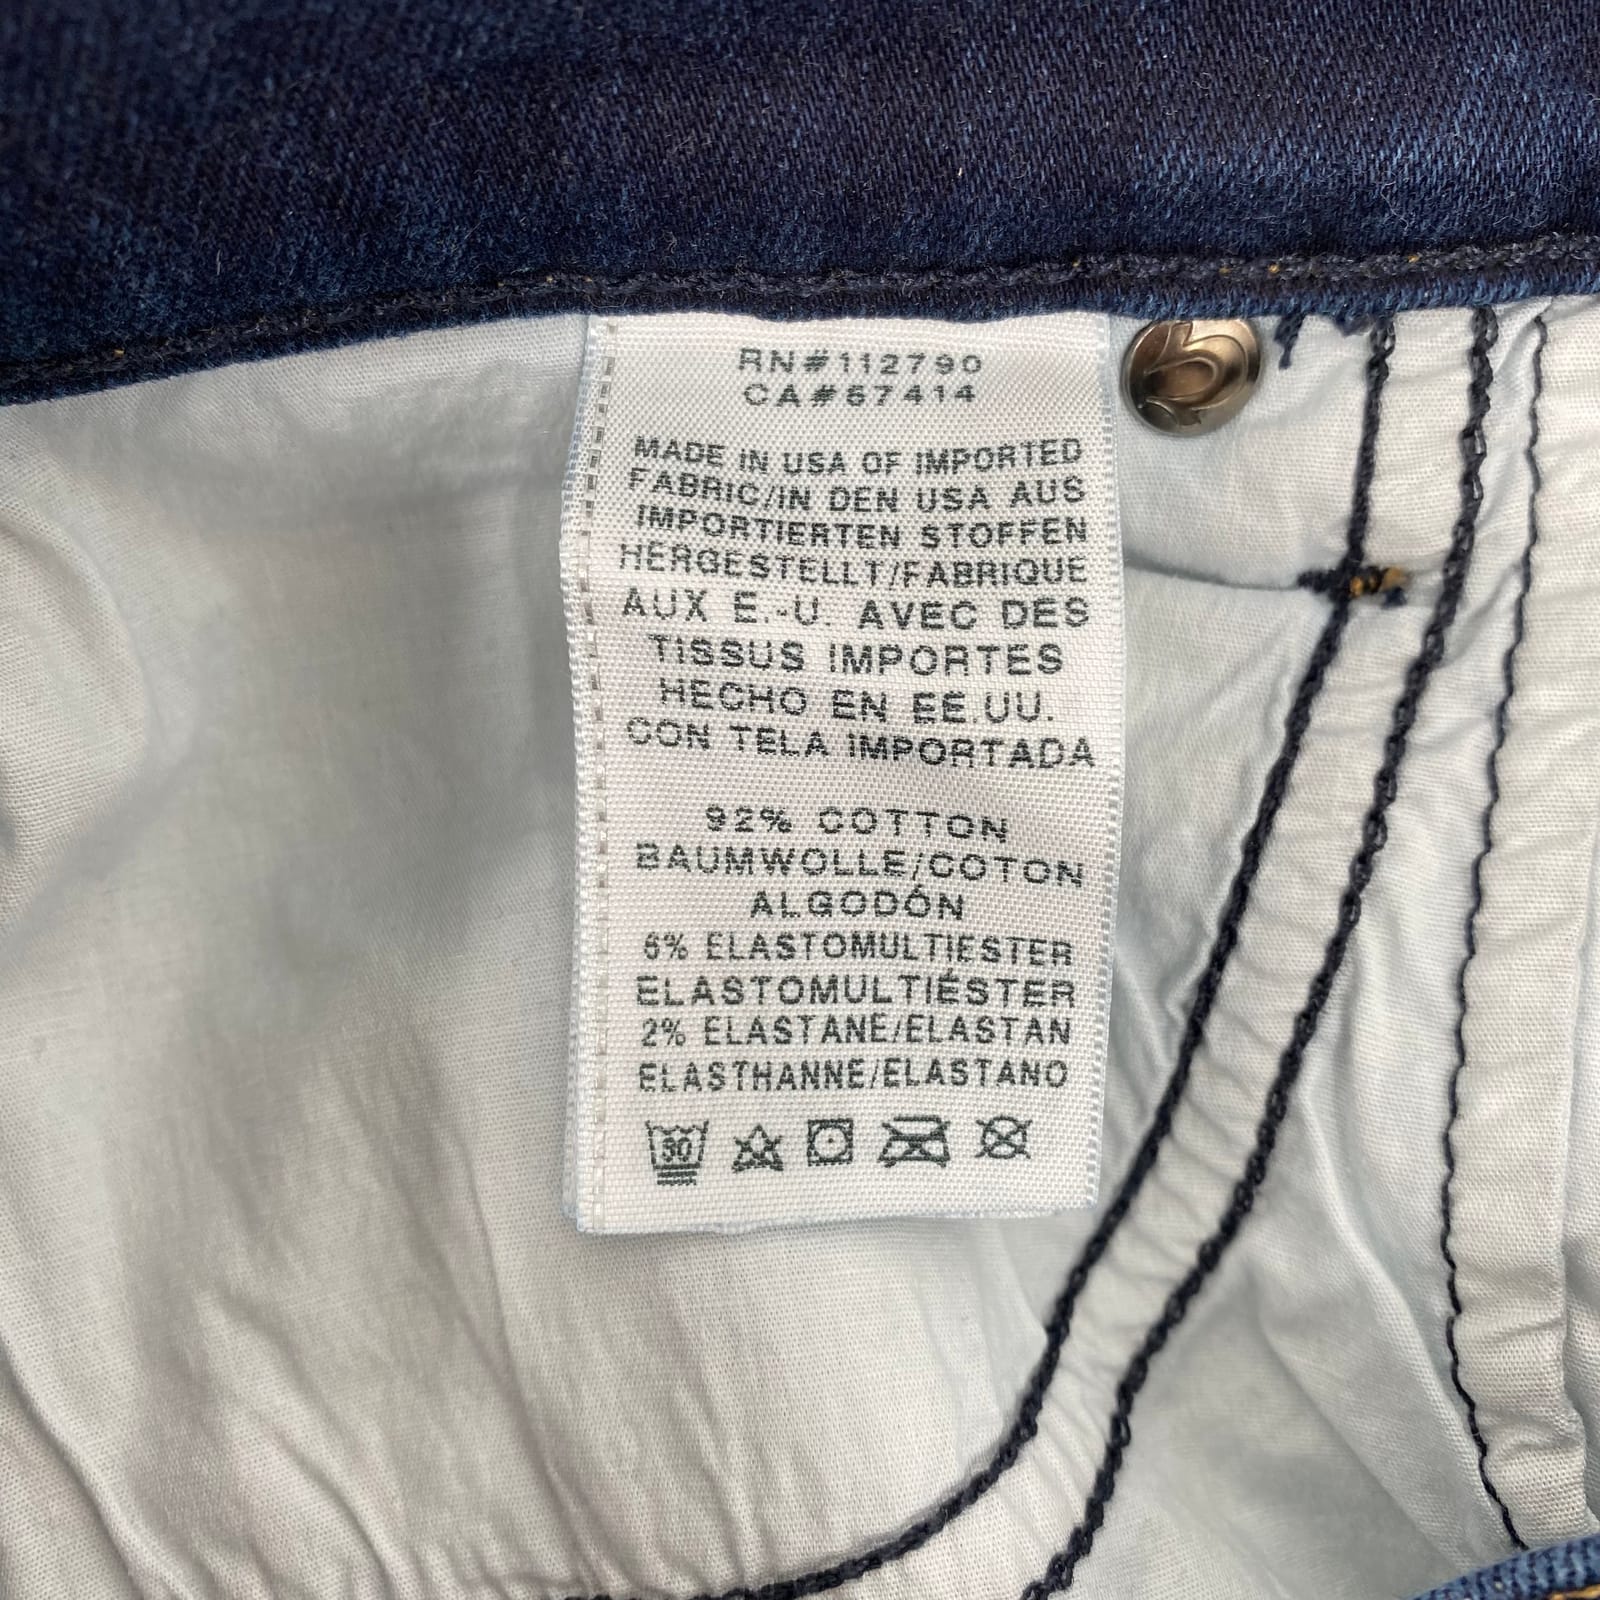 RN#112790
CA#67414
MADE IN USA OF IMPORTED
FABRIC/IN DEN USA AUS
IMPORTIERTEN STOFFEN
HERGESTELLT/FABRIQUE
AUX E.-U. AVEC DES
TISSUS IMPORTES
HECHO EN EE.UU.
CON TELA IMPORTADA
92% COTTON
BAUMWOLLE/COTON
ALGODÓN
6% ELASTOMULTIESTER
ELASTOMULTIÉSTER
2% ELASTANE/ELASTAN
ELASTHANNE/ELASTANO
30